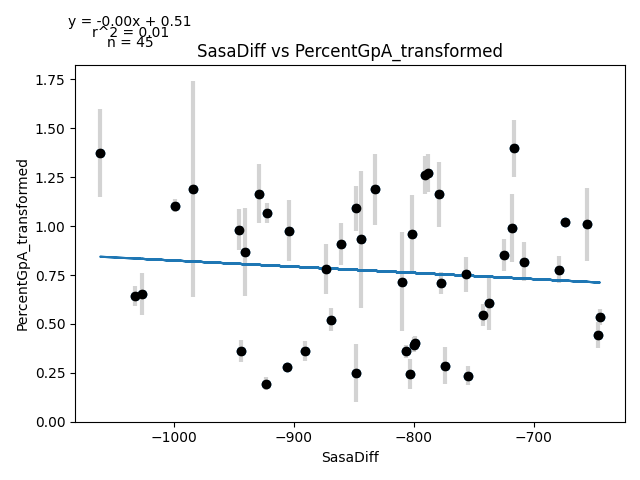 y = -0.00x + 0.51
r^2 = 0.01
n = 45
SasaDiff vs PercentGpA_transformed
PercentGpA_transformed
1.75
1.50
1.25
1.00
0.75
0.50
0.25
0.00
−1000
−900
−800
−700
SasaDiff